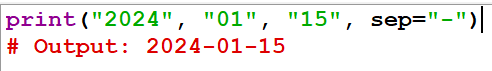 print("2024", "01", "15", sep="-")
# Output: 2024-01-15